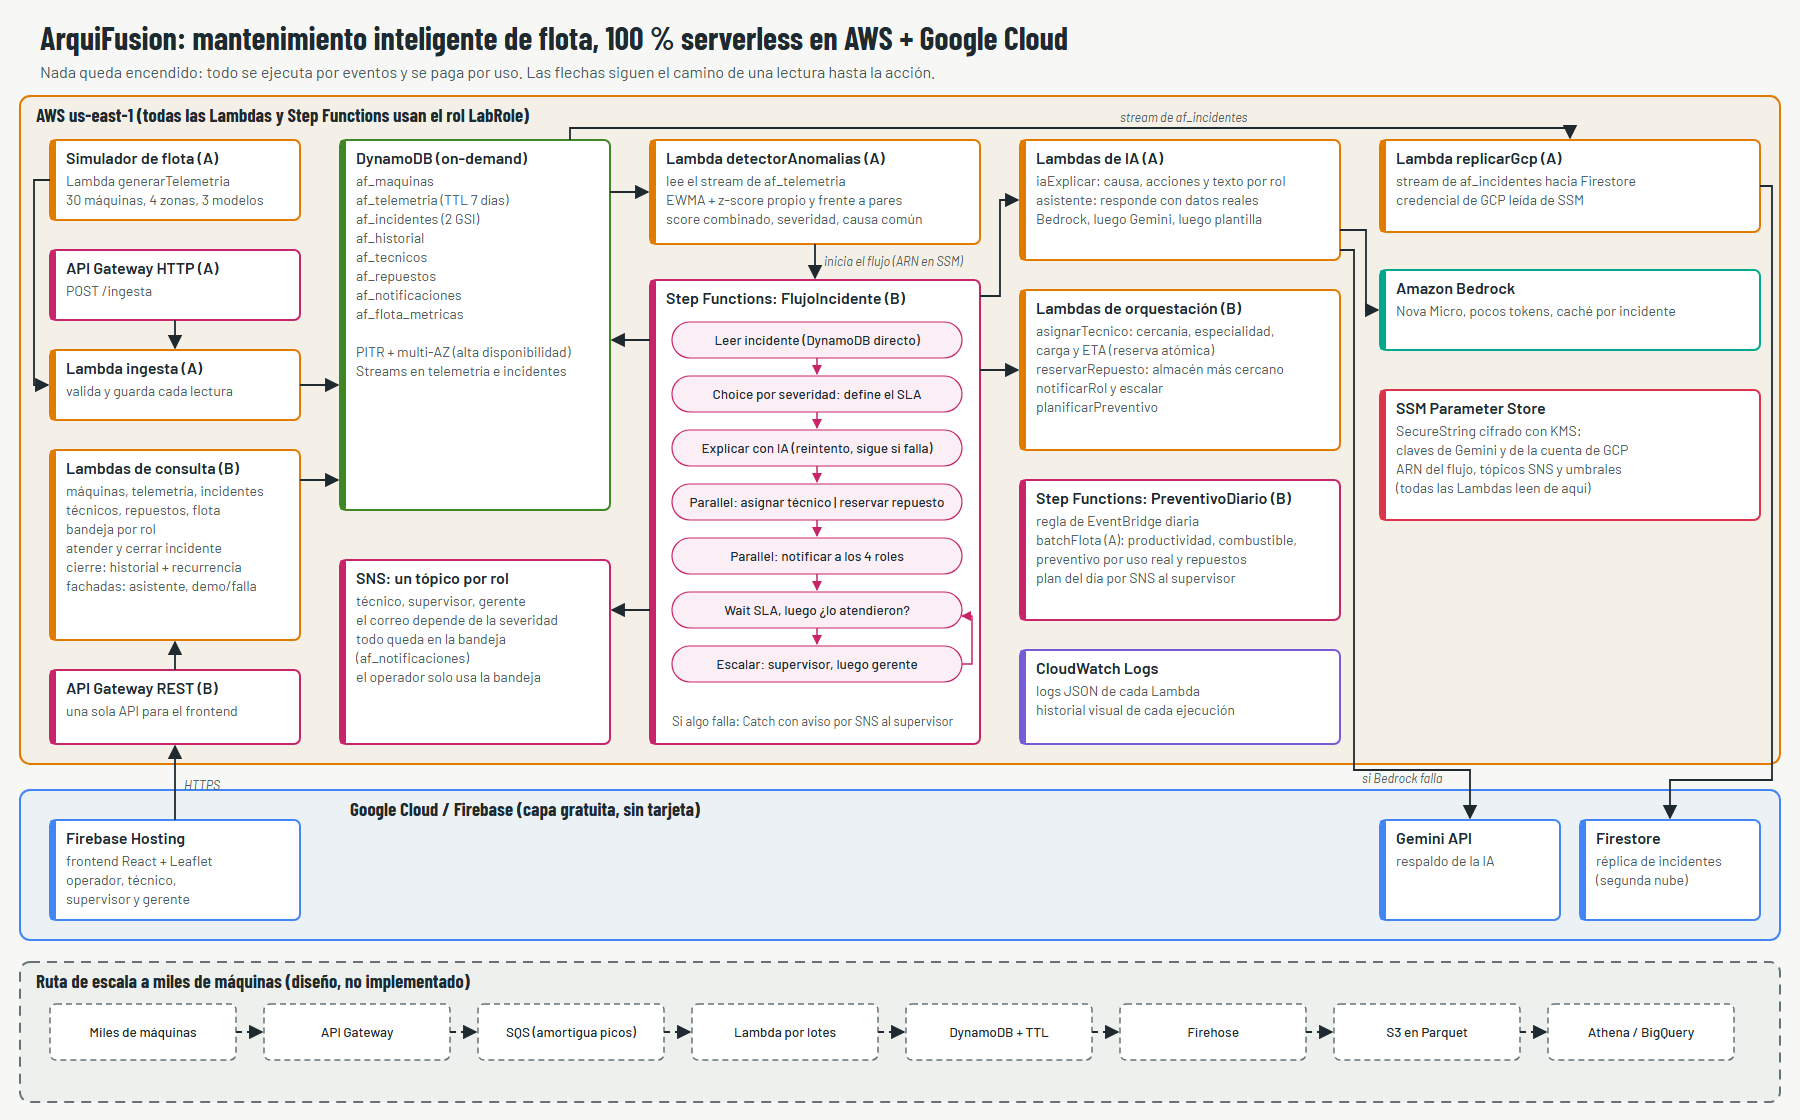 ArquiFusion: mantenimiento inteligente de flota, 100 % serverless en AWS + Google Cloud
Nada queda encendido: todo se ejecuta por eventos y se paga por uso. Las flechas siguen el camino de una lectura hasta la acción.
AWS us-east-1 (todas las Lambdas y Step Functions usan el rol LabRole)
stream de af_incidentes
Simulador de flota (A)
Lambda generarTelemetria
30 máquinas, 4 zonas, 3 modelos
API Gateway HTTP (A)
POST /ingesta
Lambda ingesta (A)
valida y guarda cada lectura
Lambdas de consulta (B)
máquinas, telemetría, incidentes
técnicos, repuestos, flota
bandeja por rol
atender y cerrar incidente
cierre: historial + recurrencia
fachadas: asistente, demo/falla
API Gateway REST (B)
una sola API para el frontend
DynamoDB (on-demand)
af_maquinas
af_telemetria (TTL 7 días)
af_incidentes (2 GSI)
af_historial
af_tecnicos
af_repuestos
af_notificaciones
af_flota_metricas
PITR + multi-AZ (alta disponibilidad)
Streams en telemetría e incidentes
SNS: un tópico por rol
técnico, supervisor, gerente
el correo depende de la severidad
todo queda en la bandeja
(af_notificaciones)
el operador solo usa la bandeja
Lambda detectorAnomalias (A)
lee el stream de af_telemetria
EWMA + z-score propio y frente a pares
score combinado, severidad, causa común
inicia el flujo (ARN en SSM)
Step Functions: FlujoIncidente (B)
Leer incidente (DynamoDB directo)
Choice por severidad: define el SLA
Explicar con IA (reintento, sigue si falla)
Parallel: asignar técnico | reservar repuesto
Parallel: notificar a los 4 roles
Wait SLA, luego ¿lo atendieron?
Escalar: supervisor, luego gerente
Si algo falla: Catch con aviso por SNS al supervisor
Lambdas de IA (A)
iaExplicar: causa, acciones y texto por rol
asistente: responde con datos reales
Bedrock, luego Gemini, luego plantilla
Lambdas de orquestación (B)
asignarTecnico: cercanía, especialidad,
carga y ETA (reserva atómica)
reservarRepuesto: almacén más cercano
notificarRol y escalar
planificarPreventivo
Step Functions: PreventivoDiario (B)
regla de EventBridge diaria
batchFlota (A): productividad, combustible,
preventivo por uso real y repuestos
plan del día por SNS al supervisor
CloudWatch Logs
logs JSON de cada Lambda
historial visual de cada ejecución
Lambda replicarGcp (A)
stream de af_incidentes hacia Firestore
credencial de GCP leída de SSM
Amazon Bedrock
Nova Micro, pocos tokens, caché por incidente
SSM Parameter Store
SecureString cifrado con KMS:
claves de Gemini y de la cuenta de GCP
ARN del flujo, tópicos SNS y umbrales
(todas las Lambdas leen de aquí)
HTTPS
si Bedrock falla
Google Cloud / Firebase (capa gratuita, sin tarjeta)
Firebase Hosting
frontend React + Leaflet
operador, técnico,
supervisor y gerente
Gemini API
respaldo de la IA
Firestore
réplica de incidentes
(segunda nube)
Ruta de escala a miles de máquinas (diseño, no implementado)
Miles de máquinas
API Gateway
SQS (amortigua picos)
Lambda por lotes
DynamoDB + TTL
Firehose
S3 en Parquet
Athena / BigQuery